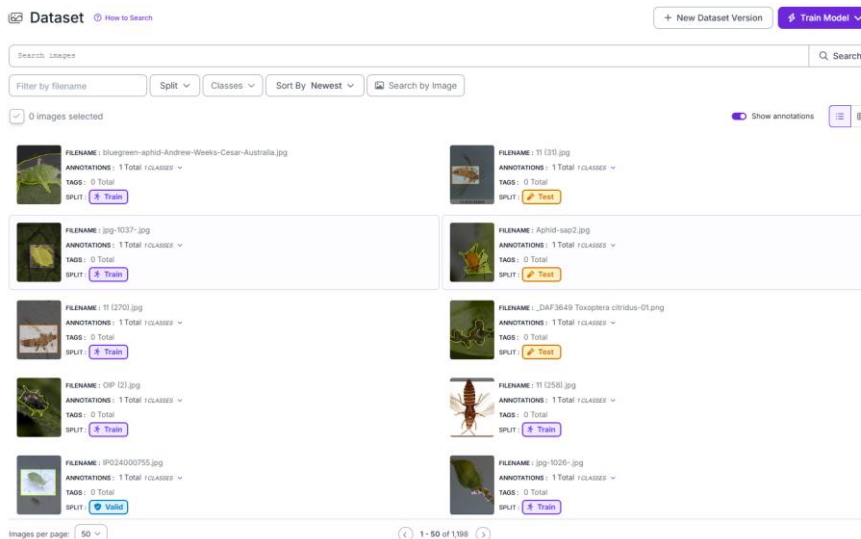 Dataset How to Search + New Dataset Version Train Model
Search images Search
Filter by filename Split Classes Sort By Newest Search by Image
0 images selected Show annotations
FILENAME : bluegreen-aphid-Andrew-Weeks-Cesar-Australia.jpg
ANNOTATIONS : 1 Total 1 CLASSES
TAGS : 0 Total
SPLIT : Train
FILENAME : 11 (31).jpg
ANNOTATIONS : 1 Total 1 CLASSES
TAGS : 0 Total
SPLIT : Test
FILENAME : jpg-1037-.jpg
ANNOTATIONS : 1 Total 1 CLASSES
TAGS : 0 Total
SPLIT : Train
FILENAME : Aphid-sap2.jpg
ANNOTATIONS : 1 Total 1 CLASSES
TAGS : 0 Total
SPLIT : Test
FILENAME : 11 (270).jpg
ANNOTATIONS : 1 Total 1 CLASSES
TAGS : 0 Total
SPLIT : Train
FILENAME : _DAF3649 Toxoptera citridus-01.png
ANNOTATIONS : 1 Total 1 CLASSES
TAGS : 0 Total
SPLIT : Test
FILENAME : OIP (2).jpg
ANNOTATIONS : 1 Total 1 CLASSES
TAGS : 0 Total
SPLIT : Train
FILENAME : 11 (258).jpg
ANNOTATIONS : 1 Total 1 CLASSES
TAGS : 0 Total
SPLIT : Train
FILENAME : IP024000755.jpg
ANNOTATIONS : 1 Total 1 CLASSES
TAGS : 0 Total
SPLIT : Valid
FILENAME : jpg-1026-.jpg
ANNOTATIONS : 1 Total 1 CLASSES
TAGS : 0 Total
SPLIT : Train
Images per page: 50 1 - 50 of 1,198